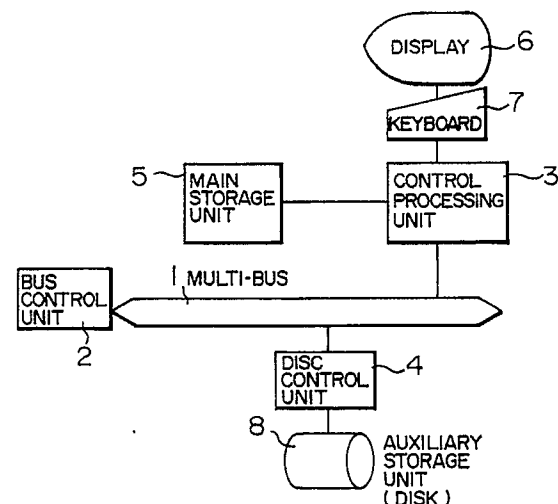 DISPLAY
6
7
KEYBOARD
5
MAIN
STORAGE
UNIT
CONTROL
PROCESSING
UNIT
3
1 MULTI-BUS
BUS
CONTROL
UNIT
2
DISC
CONTROL
UNIT
4
8
AUXILIARY
STORAGE
UNIT
(DISK)